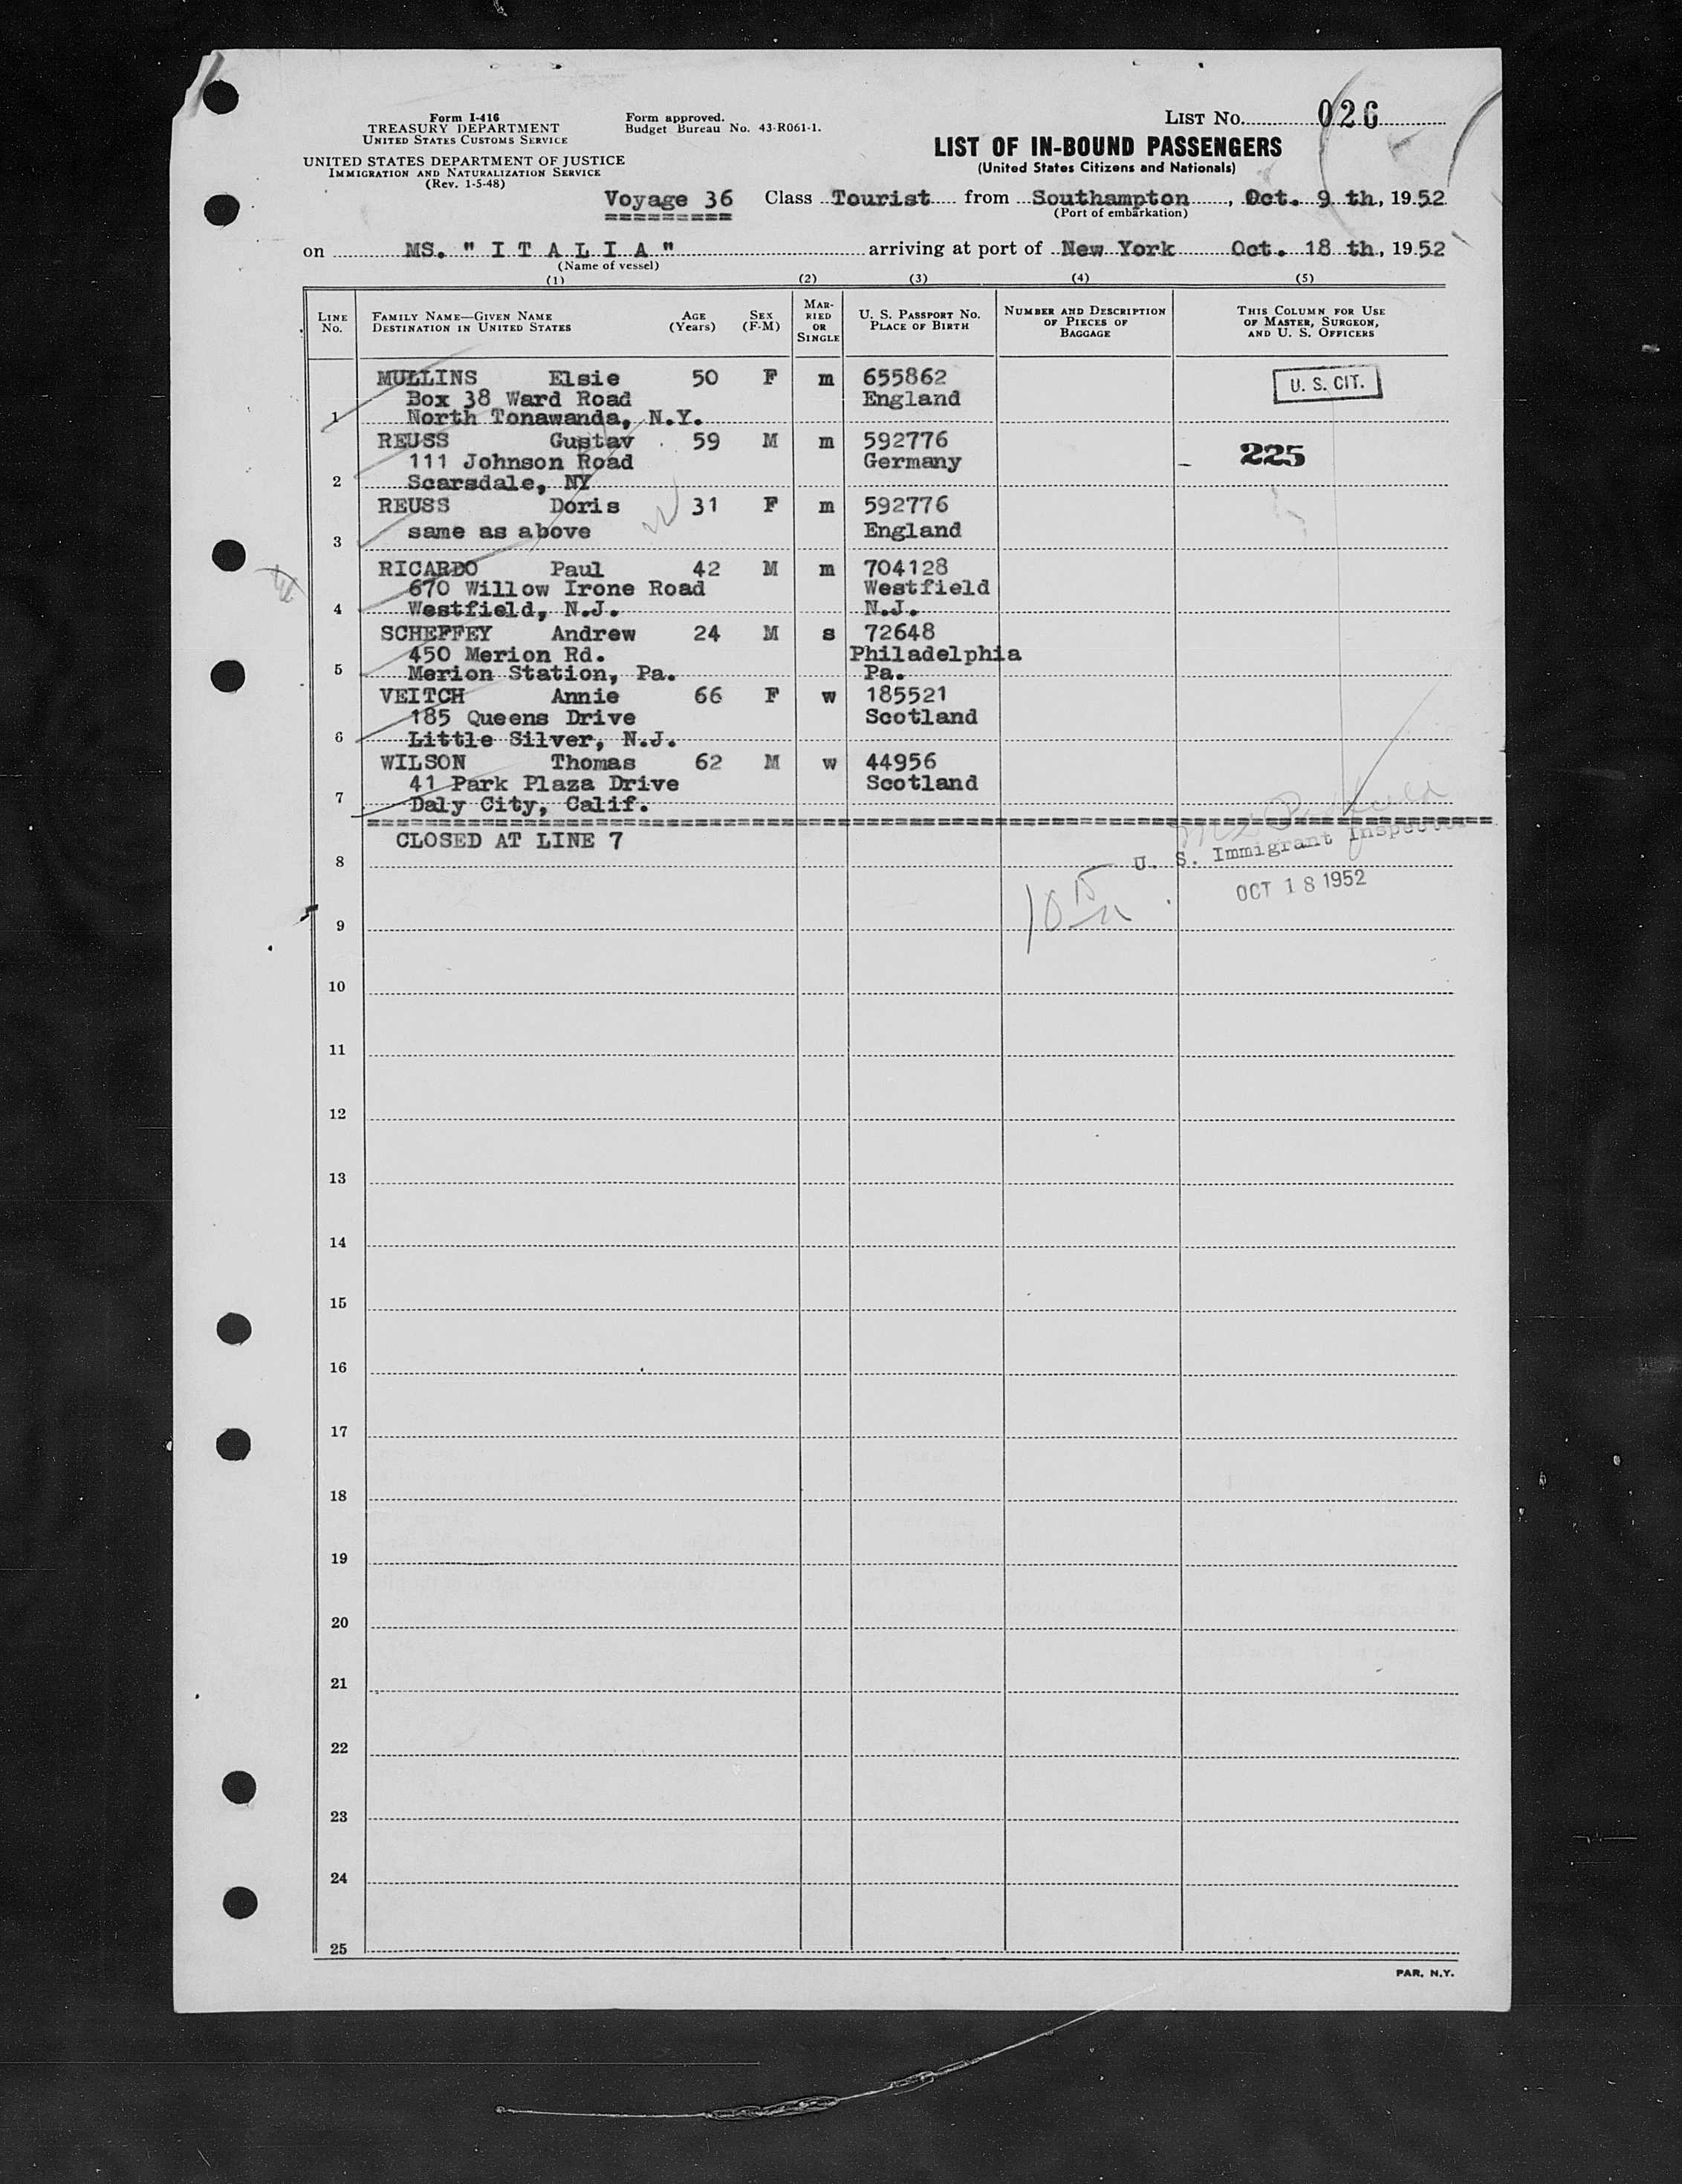 Form I-416
TREASURY DEPARTMENT
UNITED STATES CUSTOMS SERVICE
UNITED STATES DEPARTMENT OF JUSTICE
IMMIGRATION AND NATURALIZATION SERVICE
(Rev. 1-5-48)
Form approved.
Budget Bureau No. 43-R061-1.
LIST No. 026
LIST OF IN-BOUND PASSENGERS
(United States Citizens and Nationals)
Voyage 36 Class Tourist from Southampton, Oct. 9 th, 1952
=========
(Port of embarkation)
on MS. " I T A L I A " arriving at port of New York Oct. 18 th, 1952
(Name of vessel)
(1) (2) (3) (4) (5)
LINE No. FAMILY NAME—GIVEN NAME DESTINATION IN UNITED STATES AGE (Years) SEX (F-M) MARRIED OR SINGLE U. S. PASSPORT NO. PLACE OF BIRTH NUMBER AND DESCRIPTION OF PIECES OF BAGGAGE THIS COLUMN FOR USE OF MASTER, SURGEON, AND U. S. OFFICERS
MULLINS Elsie 50 F m 655862 U. S. CIT.
Box 38 Ward Road England
1 North Tonawanda, N.Y.
REUSS Gustav 59 M m 592776 225
111 Johnson Road Germany
2 Scarsdale, NY
REUSS Doris 31 F m 592776
same as above England
3
RICARDO Paul 42 M m 704128
670 Willow Irone Road Westfield
4 Westfield, N.J. N.J.
SCHEFFEY Andrew 24 M s 72648
450 Merion Rd. Philadelphia
5 Merion Station, Pa. Pa.
VEITCH Annie 66 F w 185521
185 Queens Drive Scotland
6 Little Silver, N.J.
WILSON Thomas 62 M w 44956
41 Park Plaza Drive Scotland
7 Daly City, Calif.
CLOSED AT LINE 7
8 U. S. Immigrant Inspector
OCT 18 1952
9
10
11
12
13
14
15
16
17
18
19
20
21
22
23
24
25
PAR. N.Y.